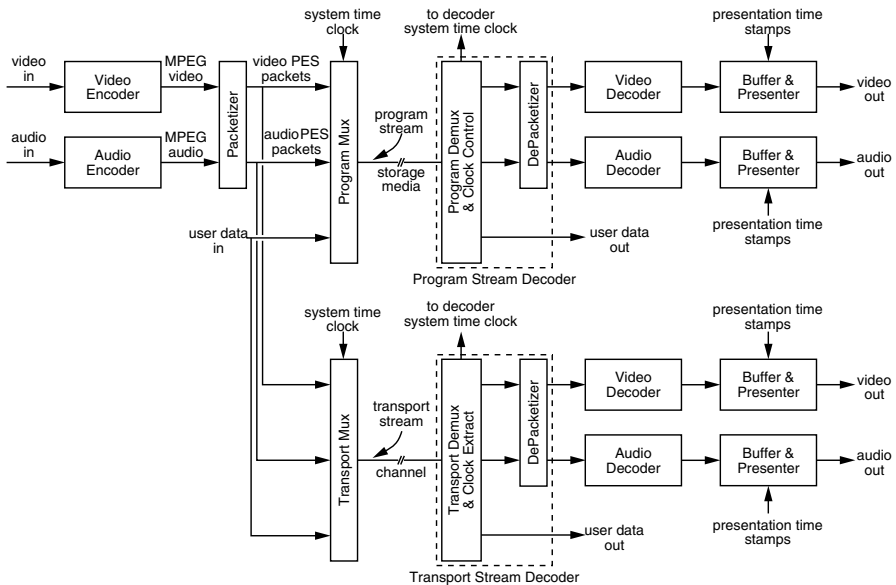 system time
clock
to decoder
system time clock
presentation time
stamps
video
in
Video
Encoder
MPEG
video
Packetizer
video PES
packets
Program Mux
program
stream
storage
media
Program Demux
& Clock Control
DePacketizer
Video
Decoder
Buffer &
Presenter
video
out
audio
in
Audio
Encoder
MPEG
audio
audio PES
packets
Audio
Decoder
Buffer &
Presenter
audio
out
user data
in
user data
out
presentation time
stamps
Program Stream Decoder
system time
clock
to decoder
system time clock
presentation time
stamps
Transport Mux
transport
stream
channel
Transport Demux
& Clock Extract
DePacketizer
Video
Decoder
Buffer &
Presenter
video
out
Audio
Decoder
Buffer &
Presenter
audio
out
user data
out
presentation time
stamps
Transport Stream Decoder